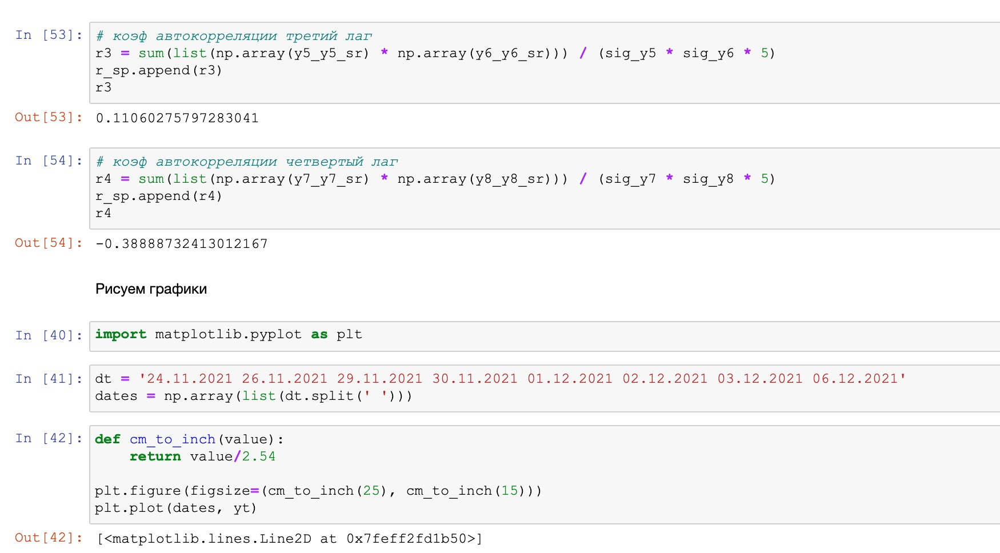 In [53]: # коэф автокорреляции третий лаг
r3 = sum(list(np.array(y5_y5_sr) * np.array(y6_y6_sr))) / (sig_y5 * sig_y6 * 5)
r_sp.append(r3)
r3
Out[53]: 0.11060275797283041
In [54]: # коэф автокорреляции четвертый лаг
r4 = sum(list(np.array(y7_y7_sr) * np.array(y8_y8_sr))) / (sig_y7 * sig_y8 * 5)
r_sp.append(r4)
r4
Out[54]: -0.38888732413012167
Рисуем графики
In [40]: import matplotlib.pyplot as plt
In [41]: dt = '24.11.2021 26.11.2021 29.11.2021 30.11.2021 01.12.2021 02.12.2021 03.12.2021 06.12.2021'
dates = np.array(list(dt.split(' ')))
In [42]: def cm_to_inch(value):
    return value/2.54
plt.figure(figsize=(cm_to_inch(25), cm_to_inch(15)))
plt.plot(dates, yt)
Out[42]: [<matplotlib.lines.Line2D at 0x7feff2fd1b50>]